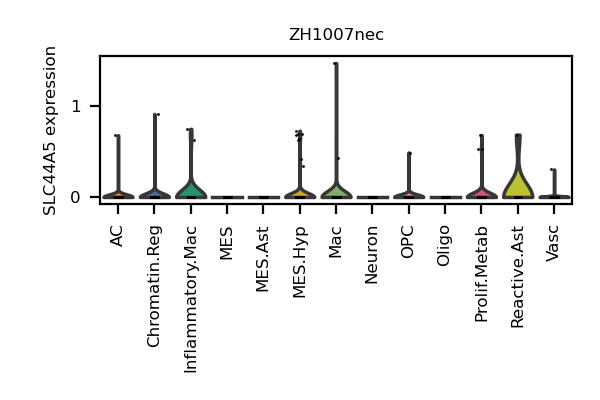 ZH1007nec
SLC44A5 expression
1
0
AC
Chromatin.Reg
Inflammatory.Mac
MES
MES.Ast
MES.Hyp
Mac
Neuron
OPC
Oligo
Prolif.Metab
Reactive.Ast
Vasc